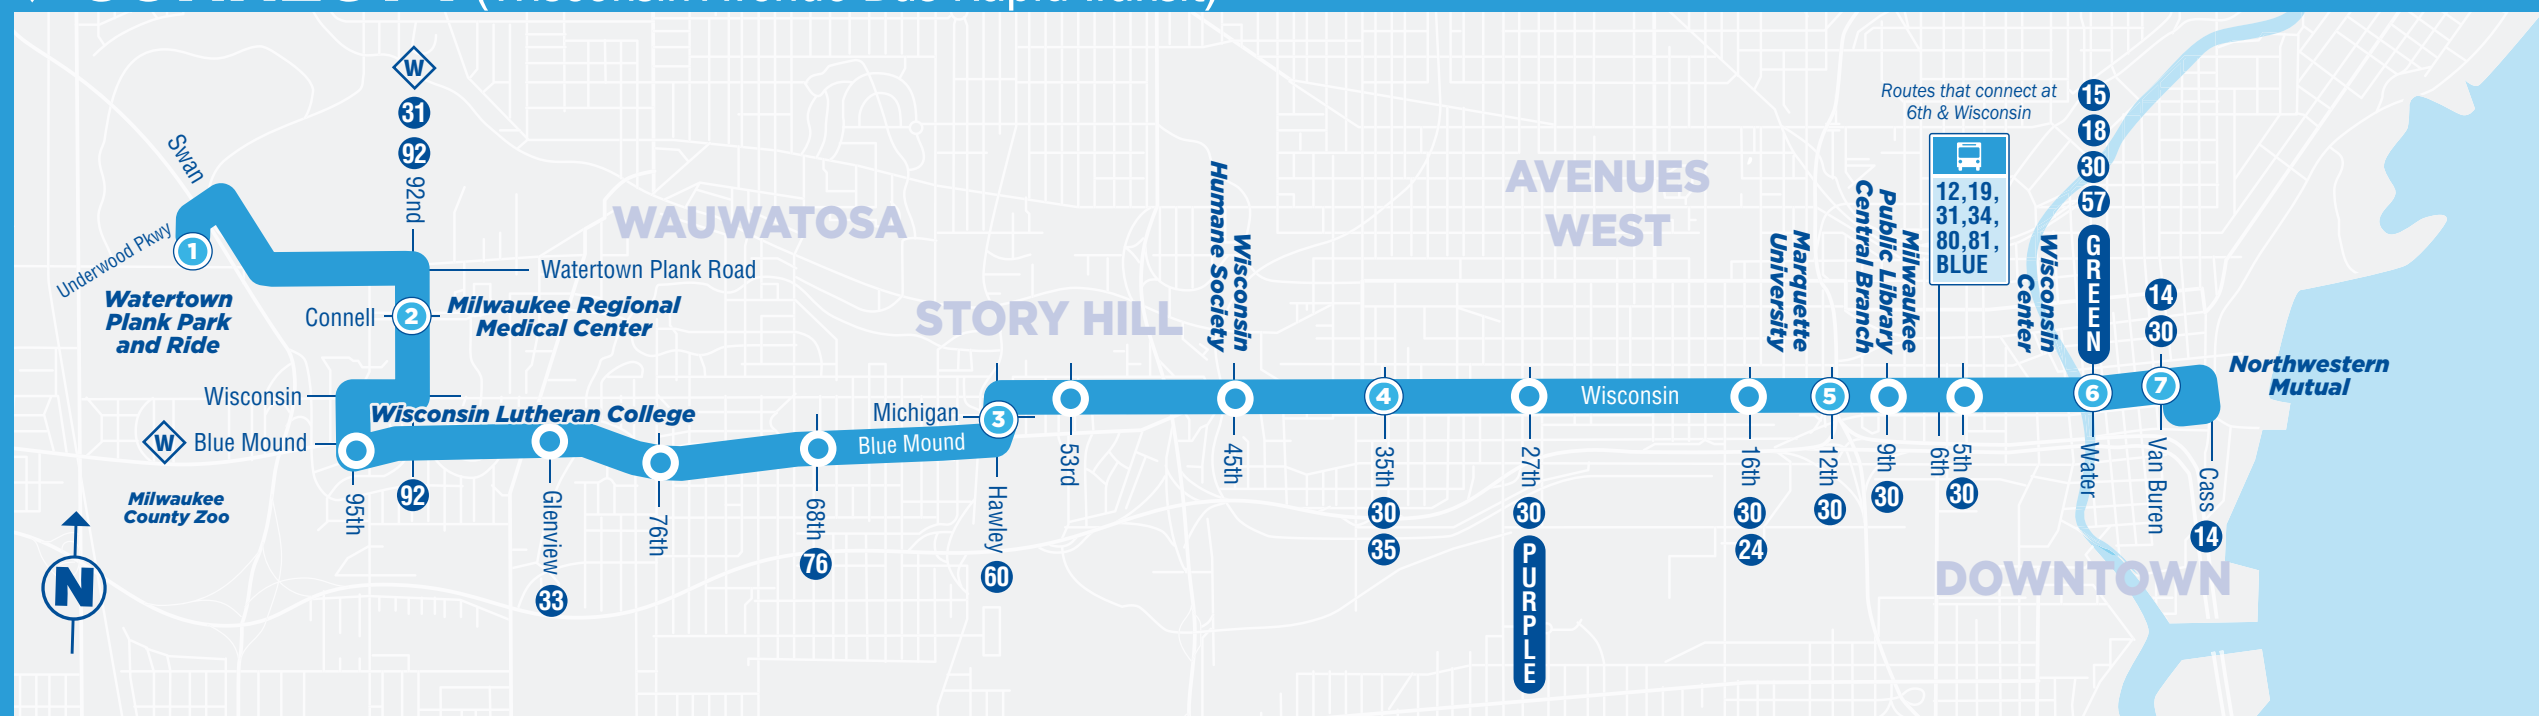 (Wisconsin Avenue Bus Rapid Transit)
W
31
92
92nd
Swan
Underwood Pkwy
1
Watertown
Plank Park
and Ride
Watertown Plank Road
Connell
2
Milwaukee Regional
Medical Center
Wisconsin
Wisconsin Lutheran College
W
Blue Mound
Milwaukee
County Zoo
N
95th
92
Glenview
33
76th
68th
76
Blue Mound
Michigan
3
Hawley
60
WAUWATOSA
STORY HILL
53rd
Wisconsin
Humane Society
45th
4
35th
30
35
27th
30
PURPLE
AVENUES
WEST
Wisconsin
16th
30
24
Marquette
University
5
12th
30
Milwaukee
Public Library
Central Branch
9th
30
Routes that connect at
6th & Wisconsin
12,19,
31,34,
80,81,
BLUE
6th
5th
30
Wisconsin
Center
15
18
30
57
GREEN
6
Water
14
30
7
Van Buren
Cass
14
Northwestern
Mutual
DOWNTOWN